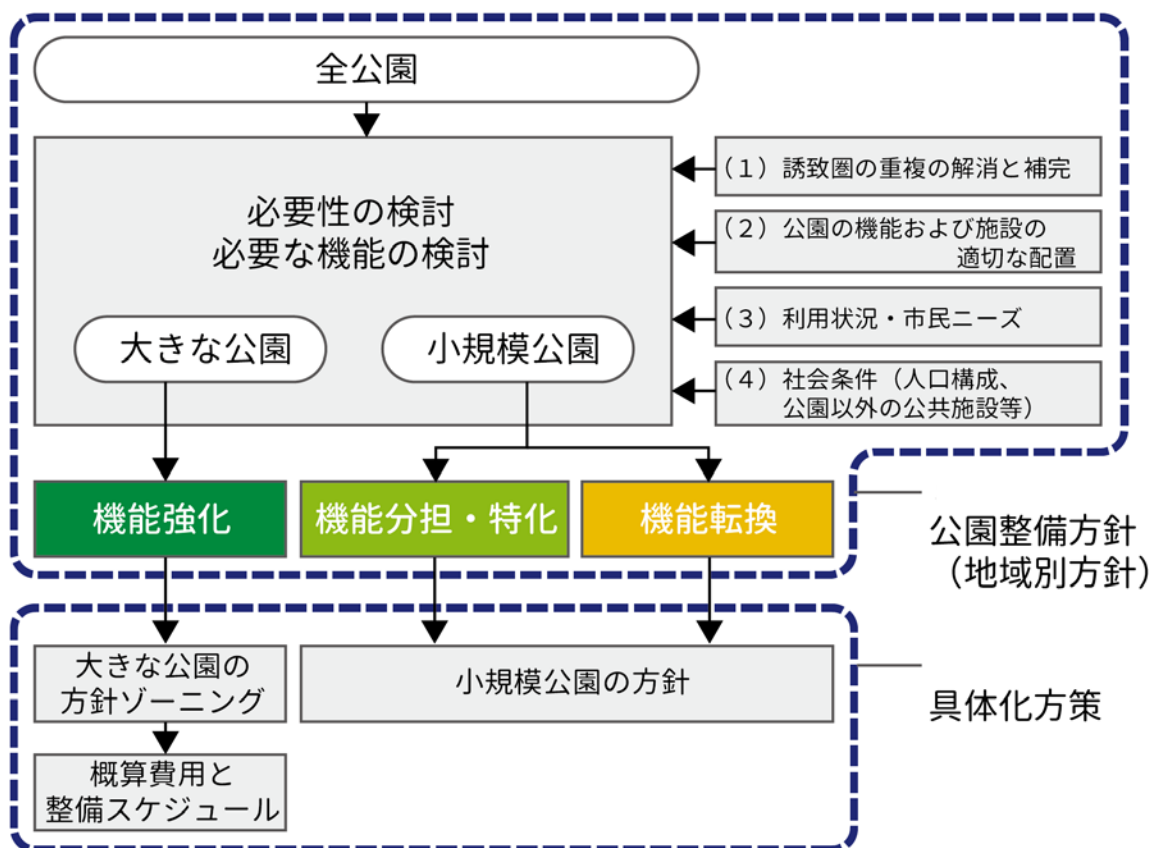 全公園
必要性の検討
必要な機能の検討
(1)誘致圏の重複の解消と補完
(2)公園の機能および施設の
適切な配置
(3)利用状況・市民ニーズ
(4)社会条件(人口構成、
公園以外の公共施設等)
大きな公園
小規模公園
機能強化
機能分担・特化
機能転換
公園整備方針
(地域別方針)
大きな公園の
方針ゾーニング
小規模公園の方針
具体化方策
概算費用と
整備スケジュール